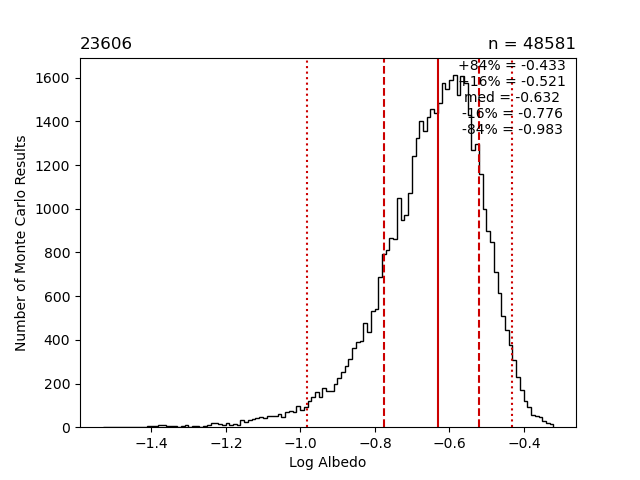 23606
n = 48581
+84% = -0.433
+16% = -0.521
med = -0.632
-16% = -0.776
-84% = -0.983
1600
1400
1200
1000
800
600
400
200
0
Number of Monte Carlo Results
−1.4
−1.2
−1.0
−0.8
−0.6
−0.4
Log Albedo